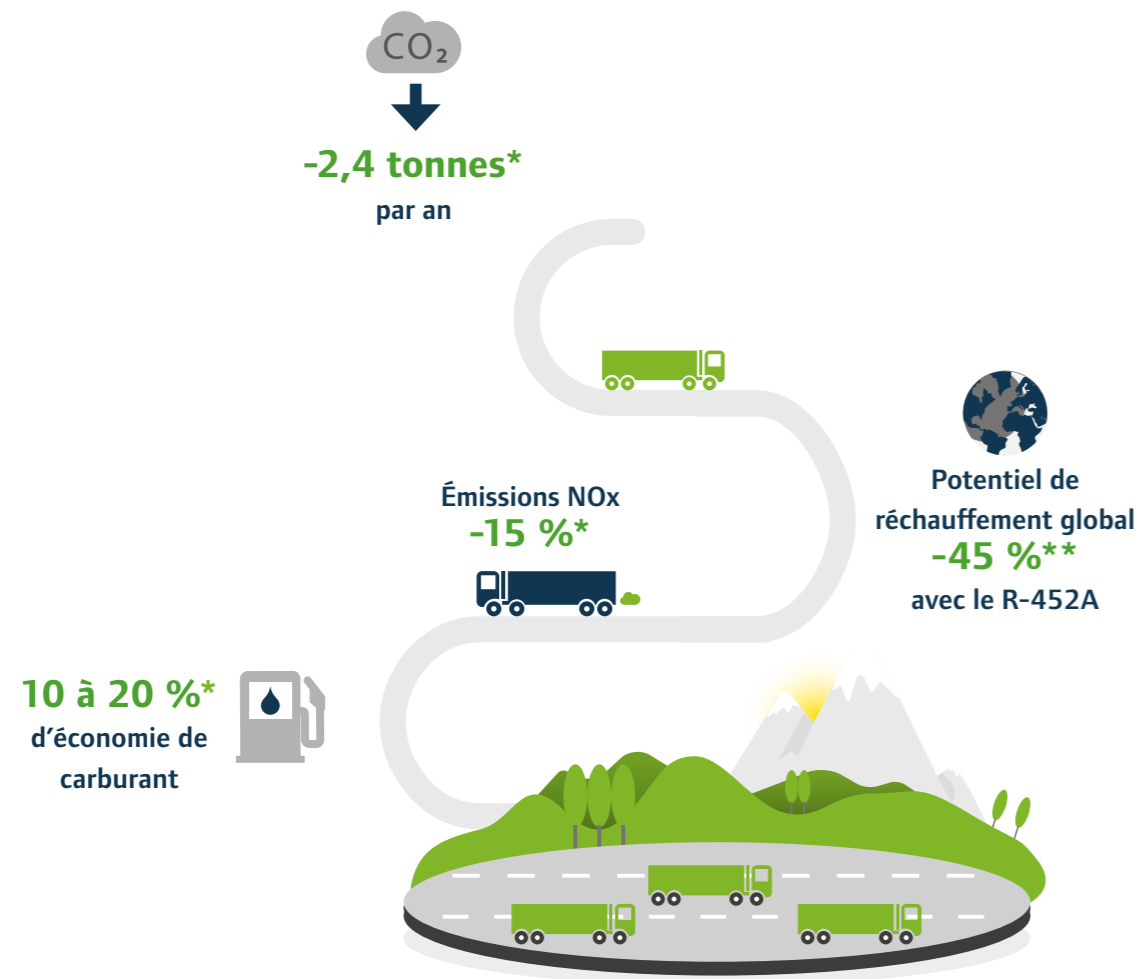 CO₂
-2,4 tonnes*
par an
Émissions NOx
-15 %*
Potentiel de
réchauffement global
-45 %**
avec le R-452A
10 à 20 %*
d'économie de
carburant